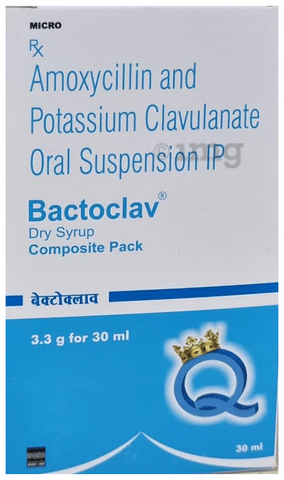 MICRO
Rx
Amoxycillin and
Potassium Clavulanate
Oral Suspension IP
Bactoclav®
Dry Syrup
Composite Pack
बेक्टोक्लाव
3.3 g for 30 ml
Q
30 ml